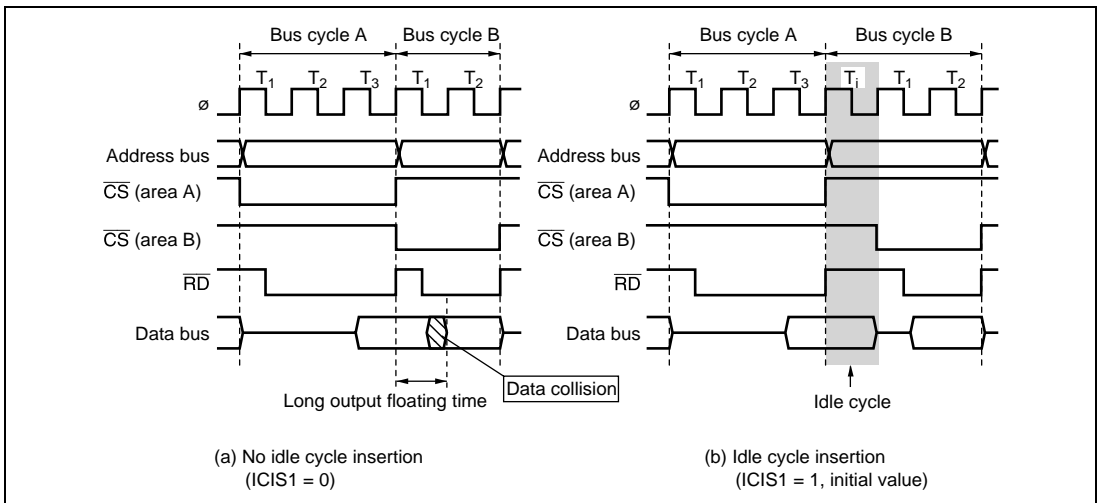 Bus cycle A Bus cycle B
T1 T2 T3 T1 T2
ø
Address bus
CS (area A)
CS (area B)
RD
Data bus
Data collision
Long output floating time
(a) No idle cycle insertion
(ICIS1 = 0)
Bus cycle A Bus cycle B
T1 T2 T3 Ti T1 T2
ø
Address bus
CS (area A)
CS (area B)
RD
Data bus
Idle cycle
(b) Idle cycle insertion
(ICIS1 = 1, initial value)